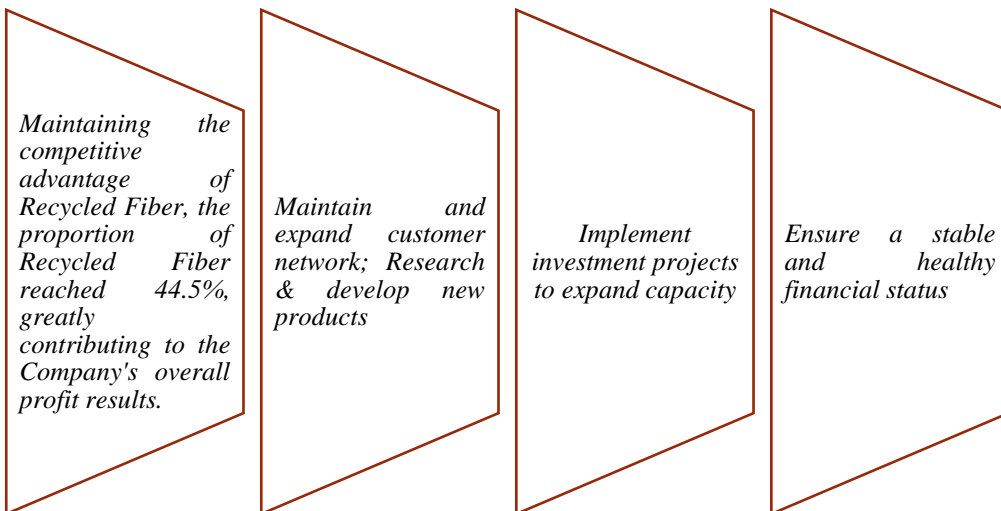 Maintaining the
competitive
advantage of
Recycled Fiber, the
proportion of
Recycled Fiber
reached 44.5%,
greatly
contributing to the
Company's overall
profit results.
Maintain and
expand customer
network; Research
& develop new
products
Implement
investment projects
to expand capacity
Ensure a stable
and healthy
financial status